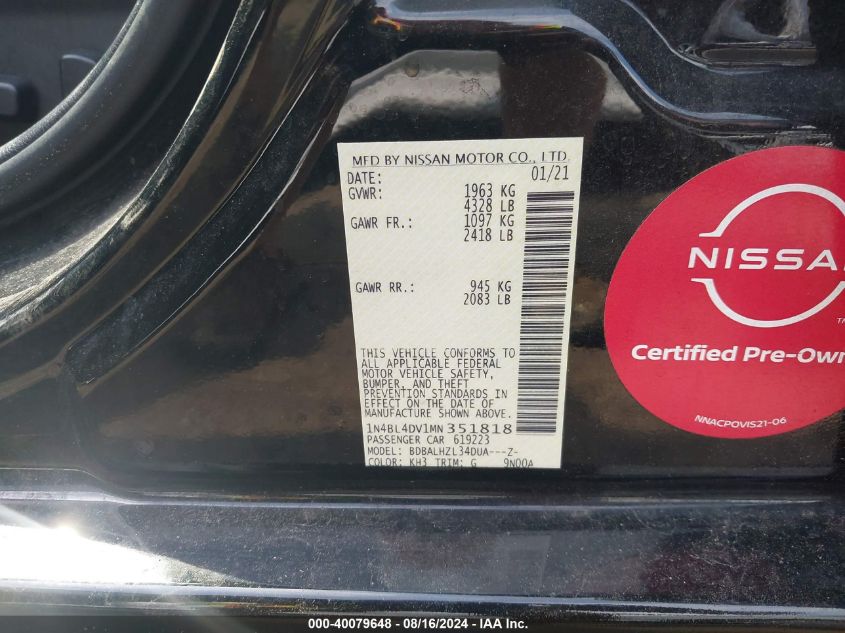 MFD BY NISSAN MOTOR CO., LTD.
DATE: 01/21
GVWR: 1963 KG
4328 LB
GAWR FR.: 1097 KG
2418 LB
GAWR RR.: 945 KG
2083 LB
THIS VEHICLE CONFORMS TO
ALL APPLICABLE FEDERAL
MOTOR VEHICLE SAFETY,
BUMPER, AND THEFT
PREVENTION STANDARDS IN
EFFECT ON THE DATE OF
MANUFACTURE SHOWN ABOVE.
1N4BL4DV1MN351818
PASSENGER CAR 619223
MODEL: BDBALHZL34DUA---Z-
COLOR: KH3 TRIM: G 9N00A
NISSAN
TM
Certified Pre-Own
NNACPOVIS21-06
000-40079648 - 08/16/2024 - IAA, Inc.